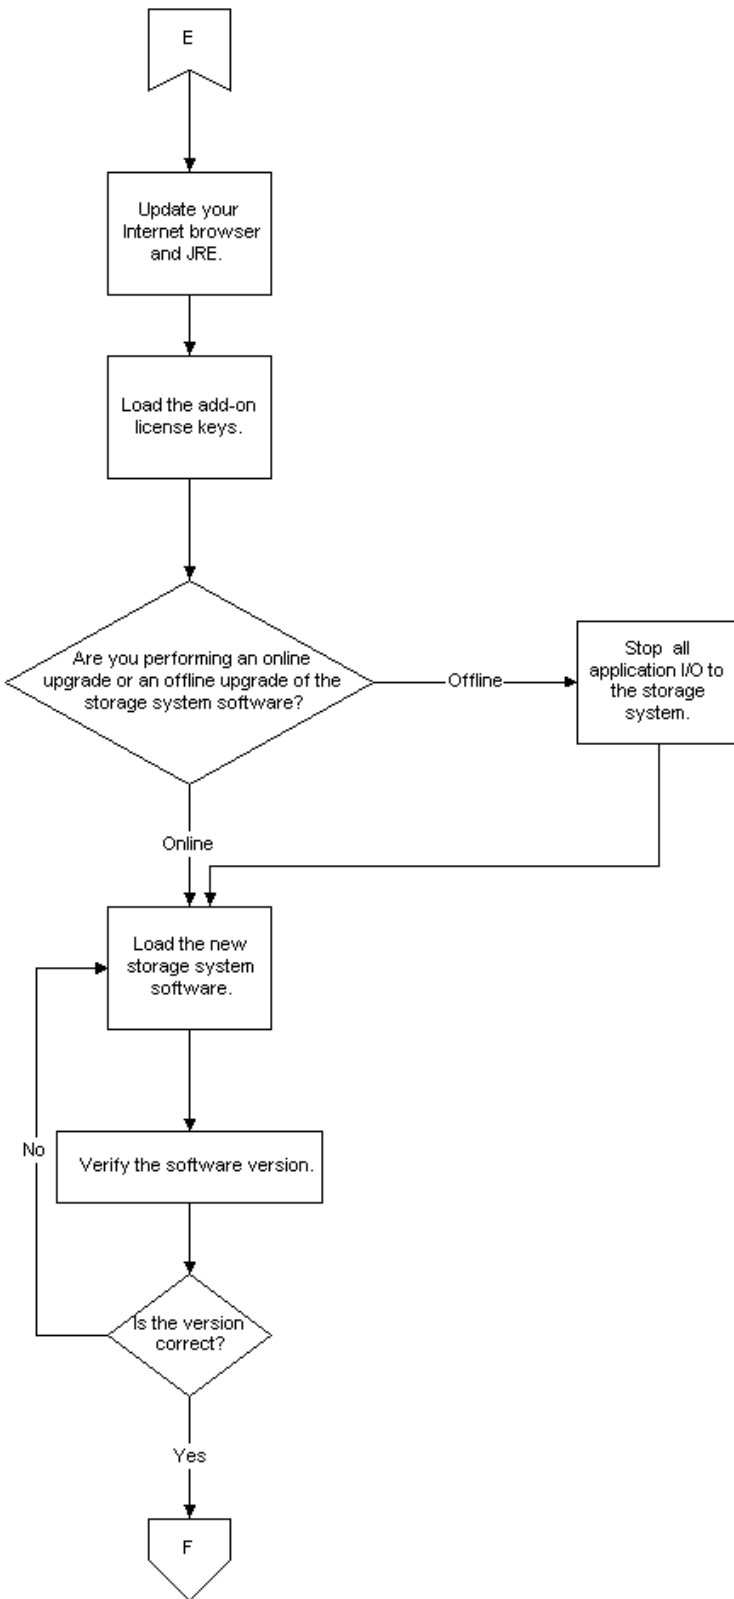 E
Update your
Internet browser
and JRE.
Load the add-on
license keys.
Are you performing an online
upgrade or an offline upgrade of the
storage system software?
Offline
Stop all
application I/O to
the storage
system.
Online
Load the new
storage system
software.
No
Verify the software version.
Is the version
correct?
Yes
F